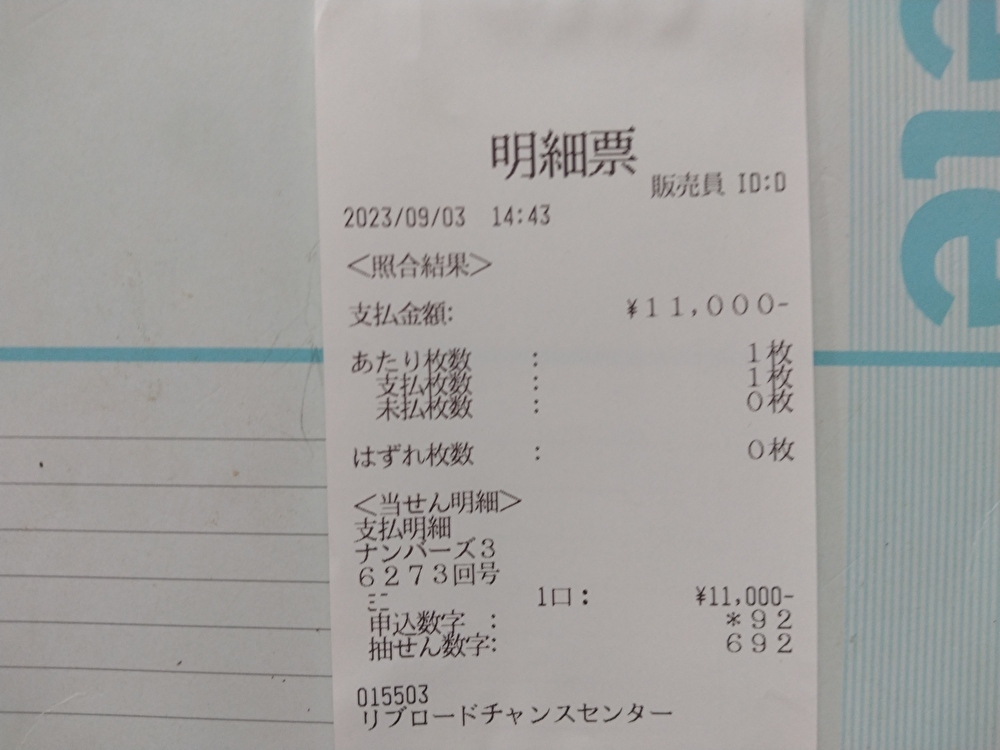 明細票
販売員 ID:D
2023/09/03 14:43
＜照合結果＞
支払金額: ¥１１,０００-
あたり枚数 : １枚
支払枚数 : １枚
未払枚数 : ０枚
はずれ枚数 : ０枚
＜当せん明細＞
支払明細
ナンバーズ３
６２７３回号
ミニ 1口: ¥11,000-
申込数字 : ＊９２
抽せん数字: ６９２
015503
リブロードチャンスセンター